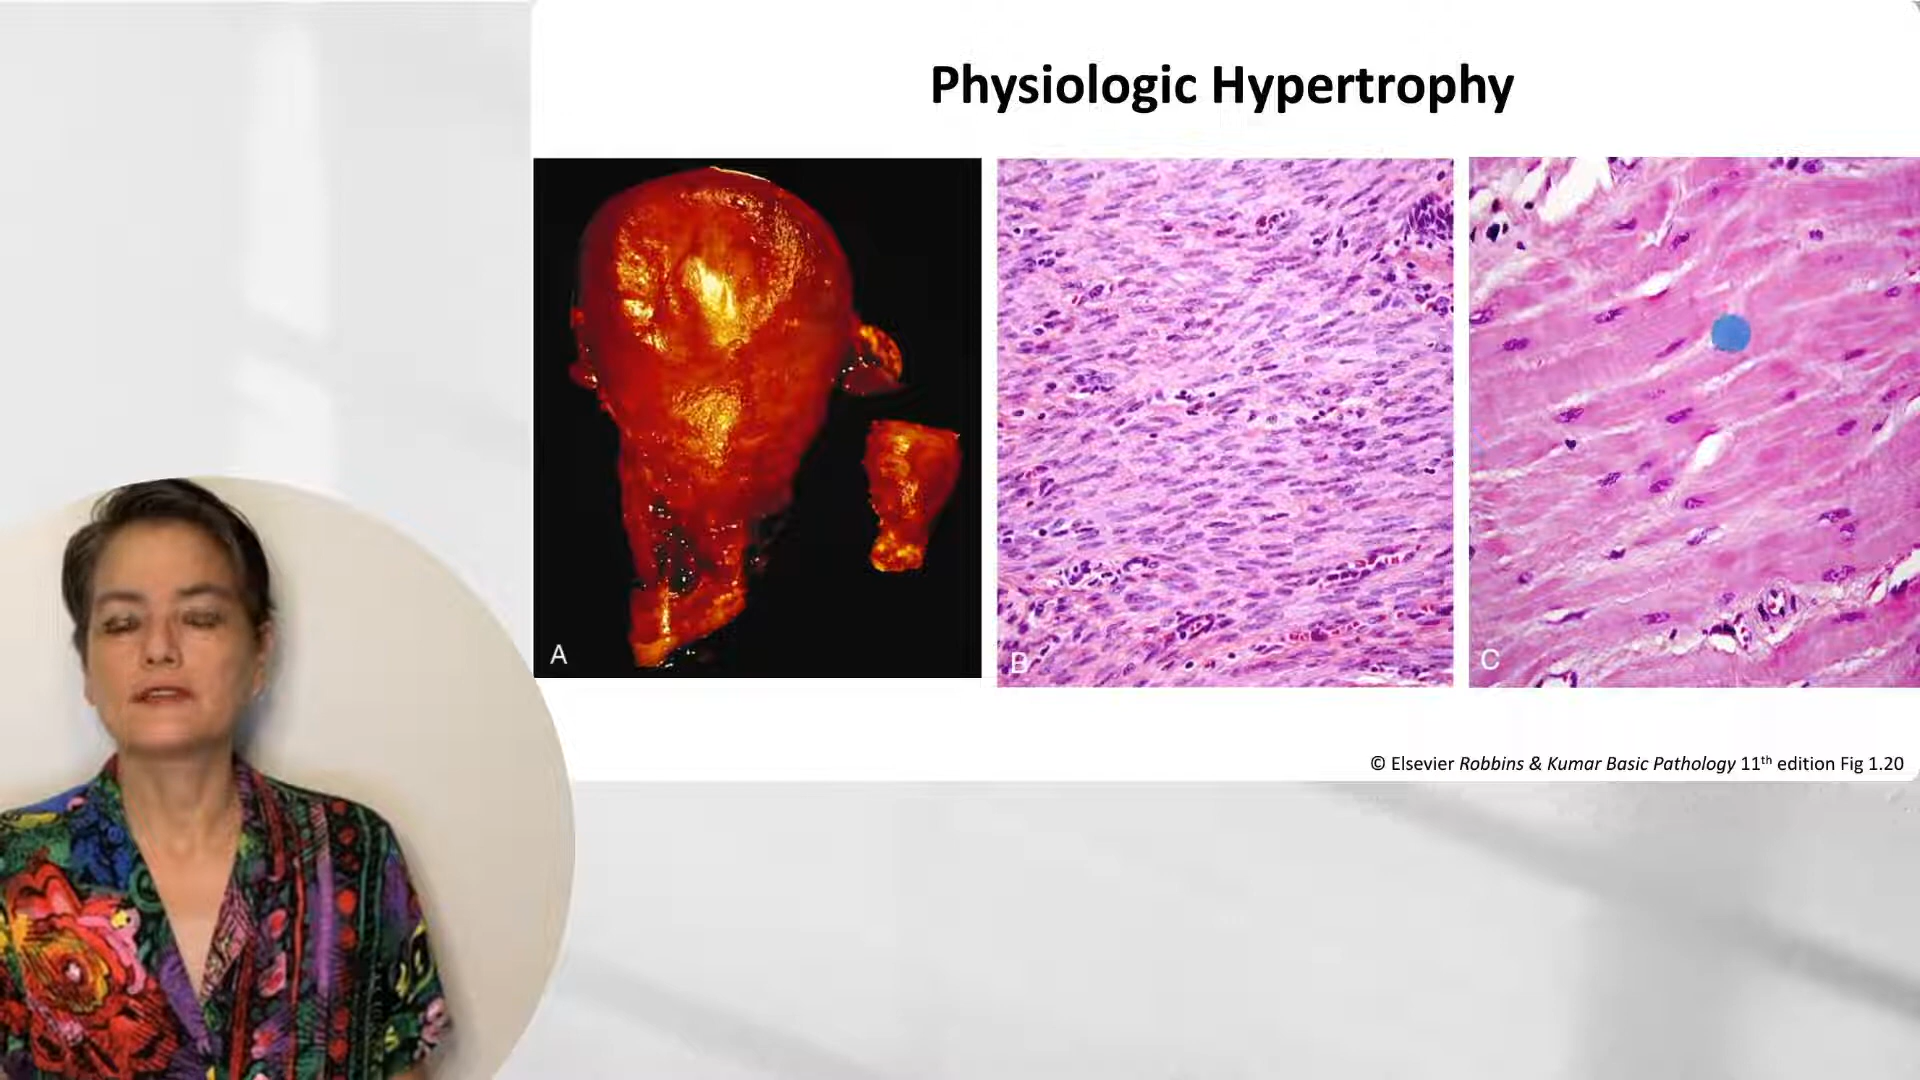 Physiologic Hypertrophy
A
B
C
© Elsevier Robbins & Kumar Basic Pathology 11th edition Fig 1.20